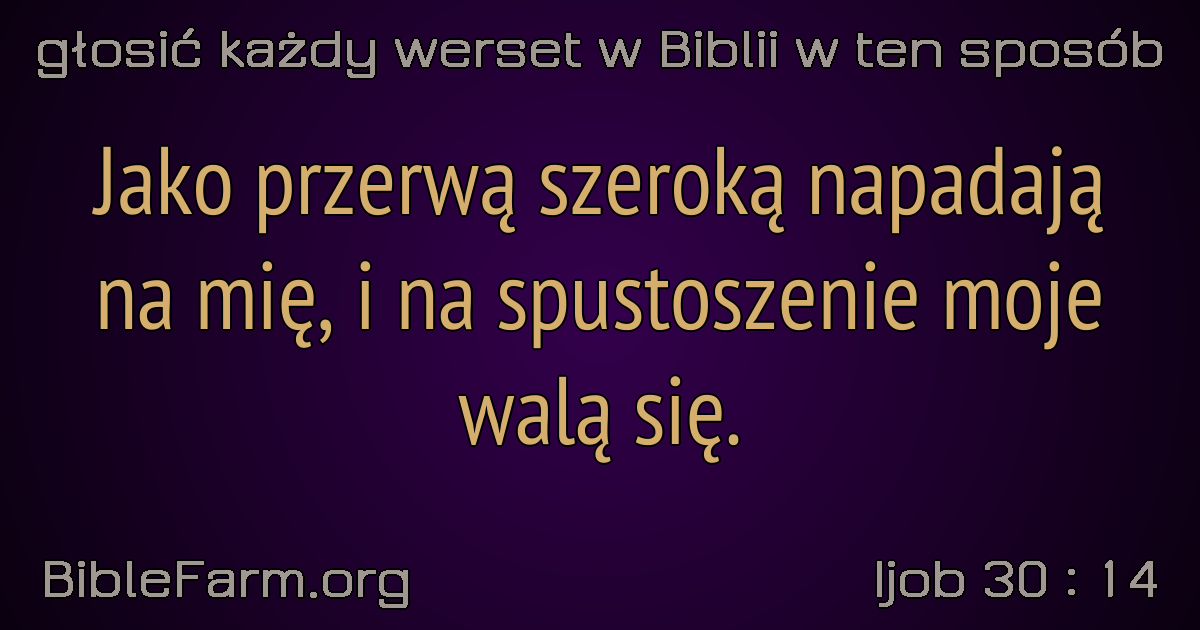 głosić każdy werset w Biblii w ten sposób
Jako przerwą szeroką napadają
na mię, i na spustoszenie moje
walą się.
BibleFarm.org
Ijob 30 : 14